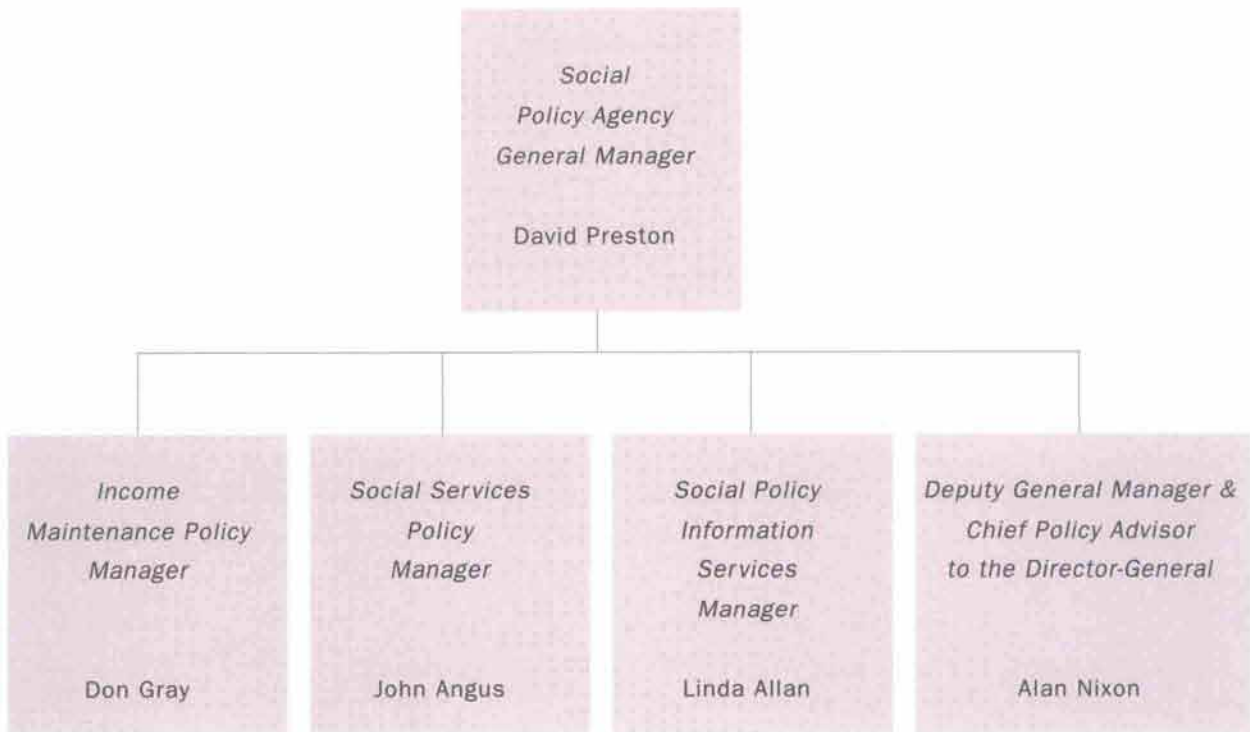 Social
Policy Agency
General Manager
David Preston
Income
Maintenance Policy
Manager
Don Gray
Social Services
Policy
Manager
John Angus
Social Policy
Information
Services
Manager
Linda Allan
Deputy General Manager &
Chief Policy Advisor
to the Director-General
Alan Nixon